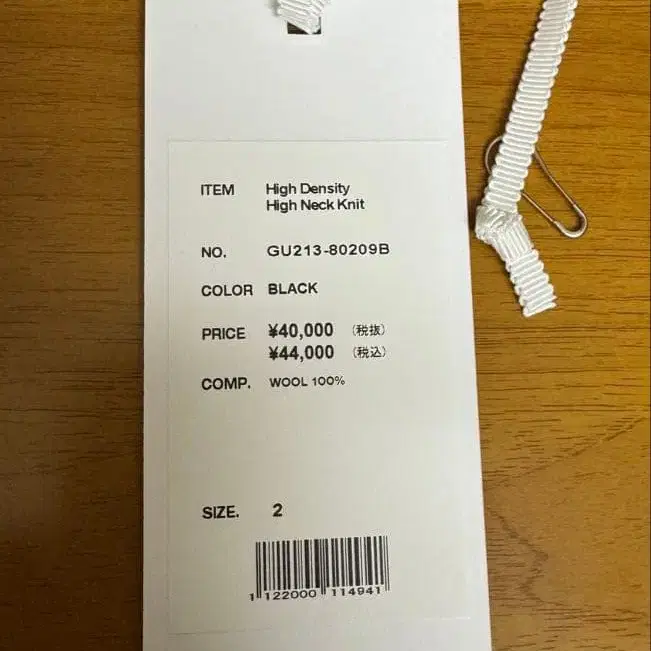 ITEM High Density
High Neck Knit
NO. GU213-80209B
COLOR BLACK
PRICE ¥40,000 (税抜)
¥44,000 (税込)
COMP. WOOL 100%
SIZE. 2
1 122000 114941